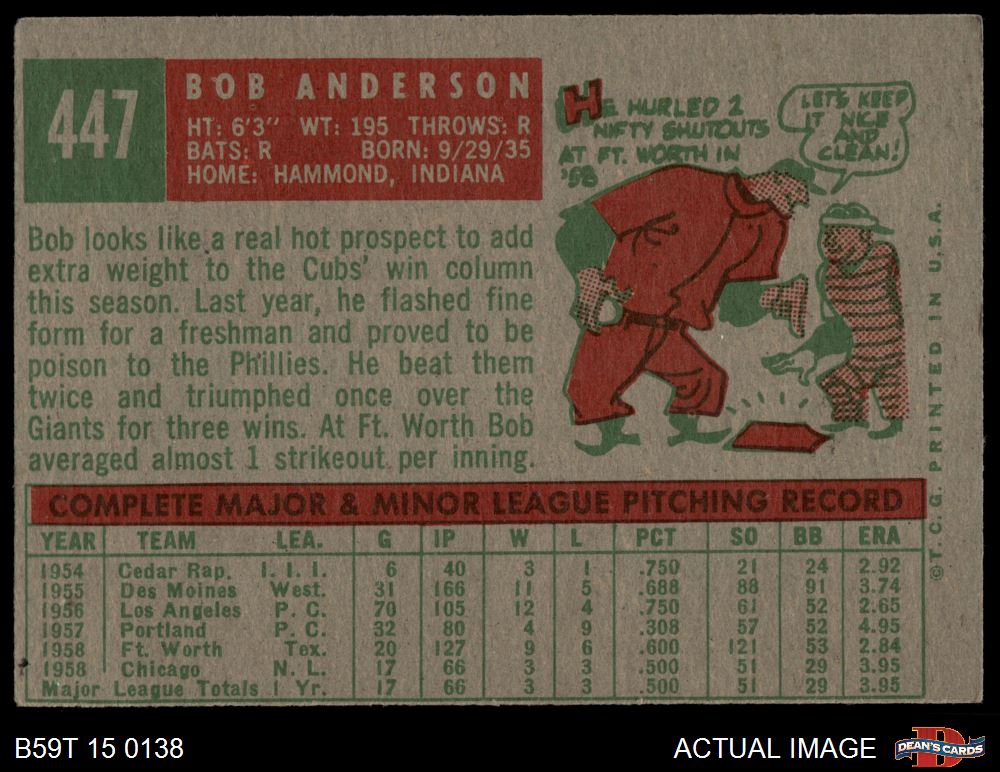 447
BOB ANDERSON
HT: 6'3" WT: 195 THROWS: R
BATS: R BORN: 9/29/35
HOME: HAMMOND, INDIANA
HE HURLED 2
NIFTY SHUTOUTS
AT FT. WORTH IN
'58
LET'S KEEP
IT NICE
AND
CLEAN!
Bob looks like a real hot prospect to add
extra weight to the Cubs' win column
this season. Last year, he flashed fine
form for a freshman and proved to be
poison to the Phillies. He beat them
twice and triumphed once over the
Giants for three wins. At Ft. Worth Bob
averaged almost 1 strikeout per inning.
COMPLETE MAJOR & MINOR LEAGUE PITCHING RECORD
YEAR TEAM LEA. G IP W L PCT SO BB ERA
1954 Cedar Rap. I. I. I. 6 40 3 1 .750 21 24 2.92
1955 Des Moines West. 31 166 11 5 .688 88 91 3.74
1956 Los Angeles P. C. 70 105 12 4 .750 61 52 2.65
1957 Portland P. C. 32 80 4 9 .308 57 52 4.95
1958 Ft. Worth Tex. 20 127 9 6 .600 121 53 2.84
1958 Chicago N. L. 17 66 3 3 .500 51 29 3.95
Major League Totals 1 Yr. 17 66 3 3 .500 51 29 3.95
© T. C. G. PRINTED IN U.S.A.
B59T 15 0138
ACTUAL IMAGE
D
DEAN'S CARDS